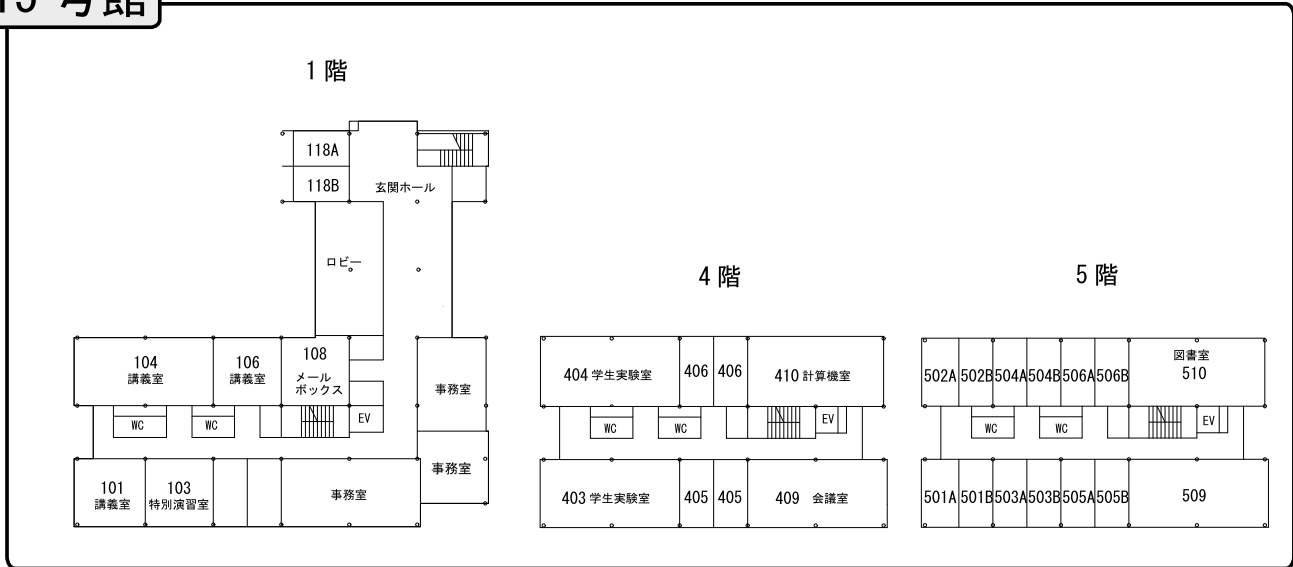 号館
1 階
118A
118B
玄関ホール
ロビー
104
講義室
106
講義室
108
メール
ボックス
事務室
WC
WC
EV
事務室
101
講義室
103
特別演習室
事務室
4 階
404 学生実験室
406
406
410 計算機室
WC
WC
EV
403 学生実験室
405
405
409 会議室
5 階
502A
502B
504A
504B
506A
506B
図書室
510
WC
WC
EV
501A
501B
503A
503B
505A
505B
509